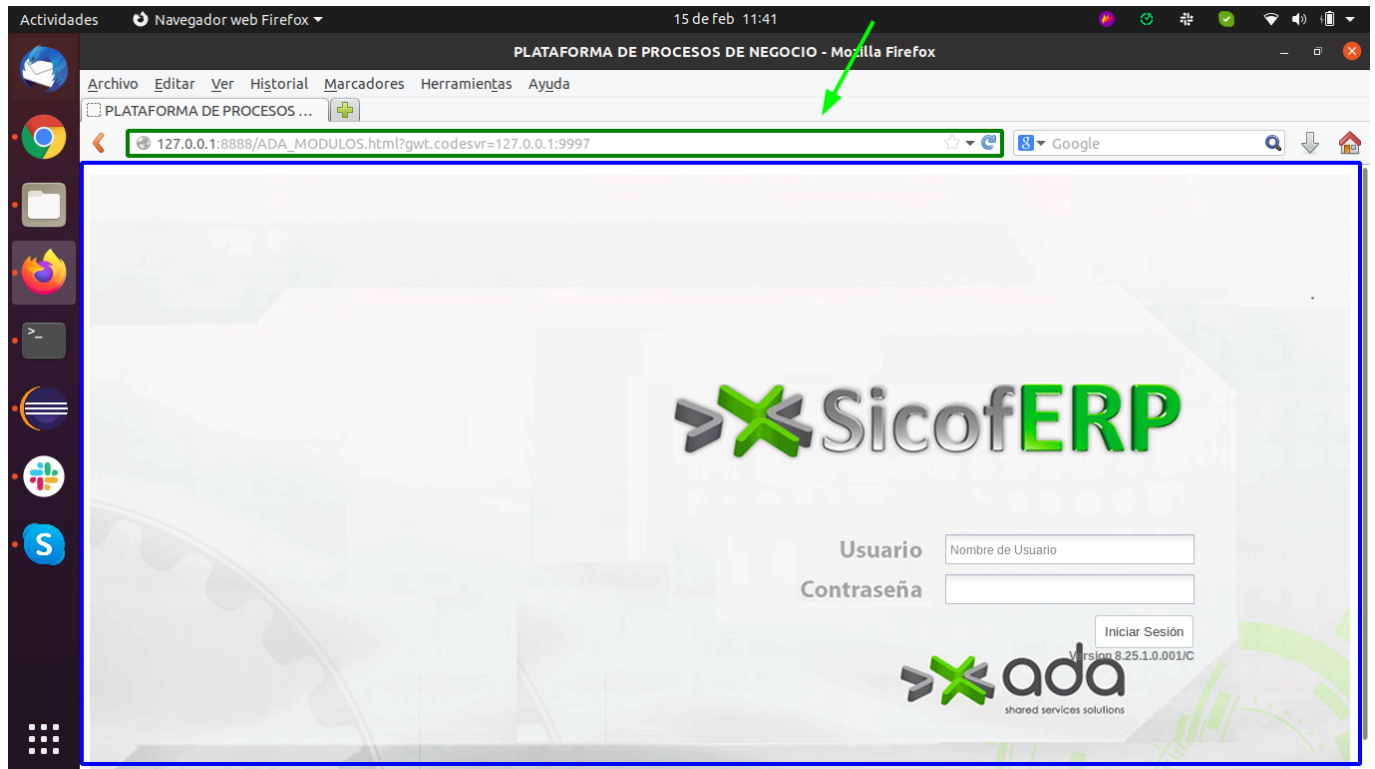 Actividades Navegador web Firefox 15 de feb 11:41
PLATAFORMA DE PROCESOS DE NEGOCIO - Mozilla Firefox
Archivo Editar Ver Historial Marcadores Herramientas Ayuda
PLATAFORMA DE PROCESOS ...
127.0.0.1:8888/ADA_MODULOS.html?gwt.codesvr=127.0.0.1:9997 Google
SicofERP
Usuario Nombre de Usuario
Contraseña
Iniciar Sesión
Version 8.25.1.0.001/C
ada
shared services solutions